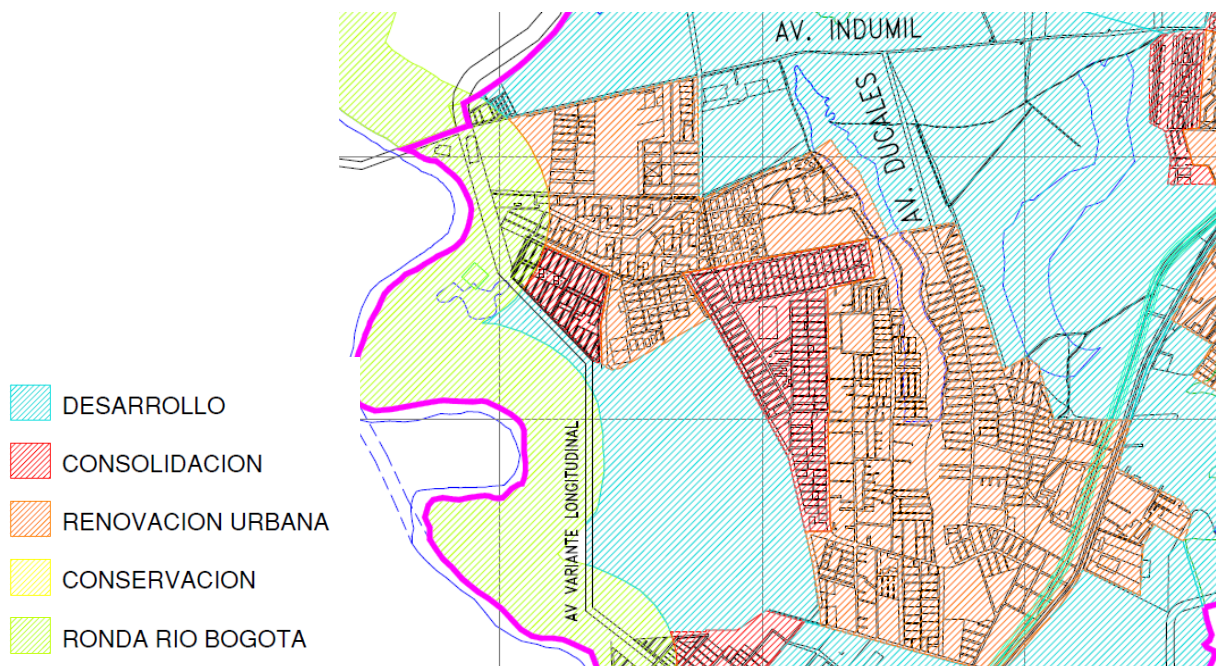 AV. INDUMIL
AV. DUCALES
AV VARIANTE LONGITUDINAL
DESARROLLO
CONSOLIDACION
RENOVACION URBANA
CONSERVACION
RONDA RIO BOGOTA